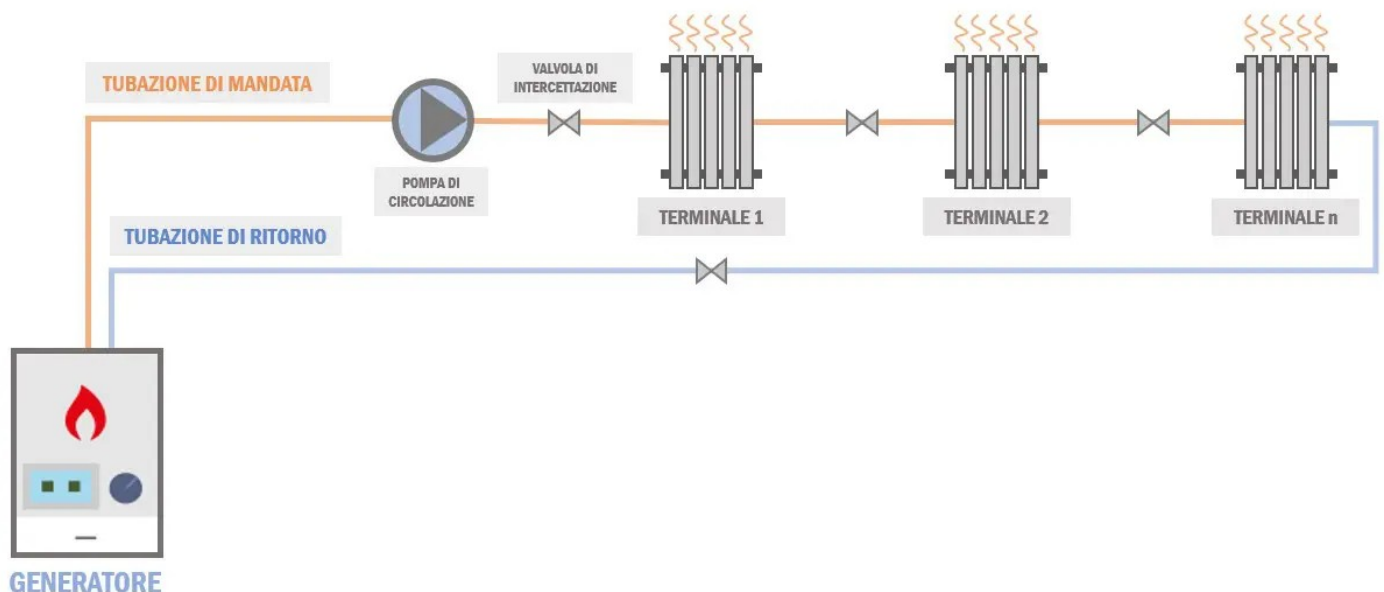 TUBAZIONE DI MANDATA
VALVOLA DI
INTERCETTAZIONE
POMPA DI
CIRCOLAZIONE
TERMINALE 1
TERMINALE 2
TERMINALE n
TUBAZIONE DI RITORNO
GENERATORE